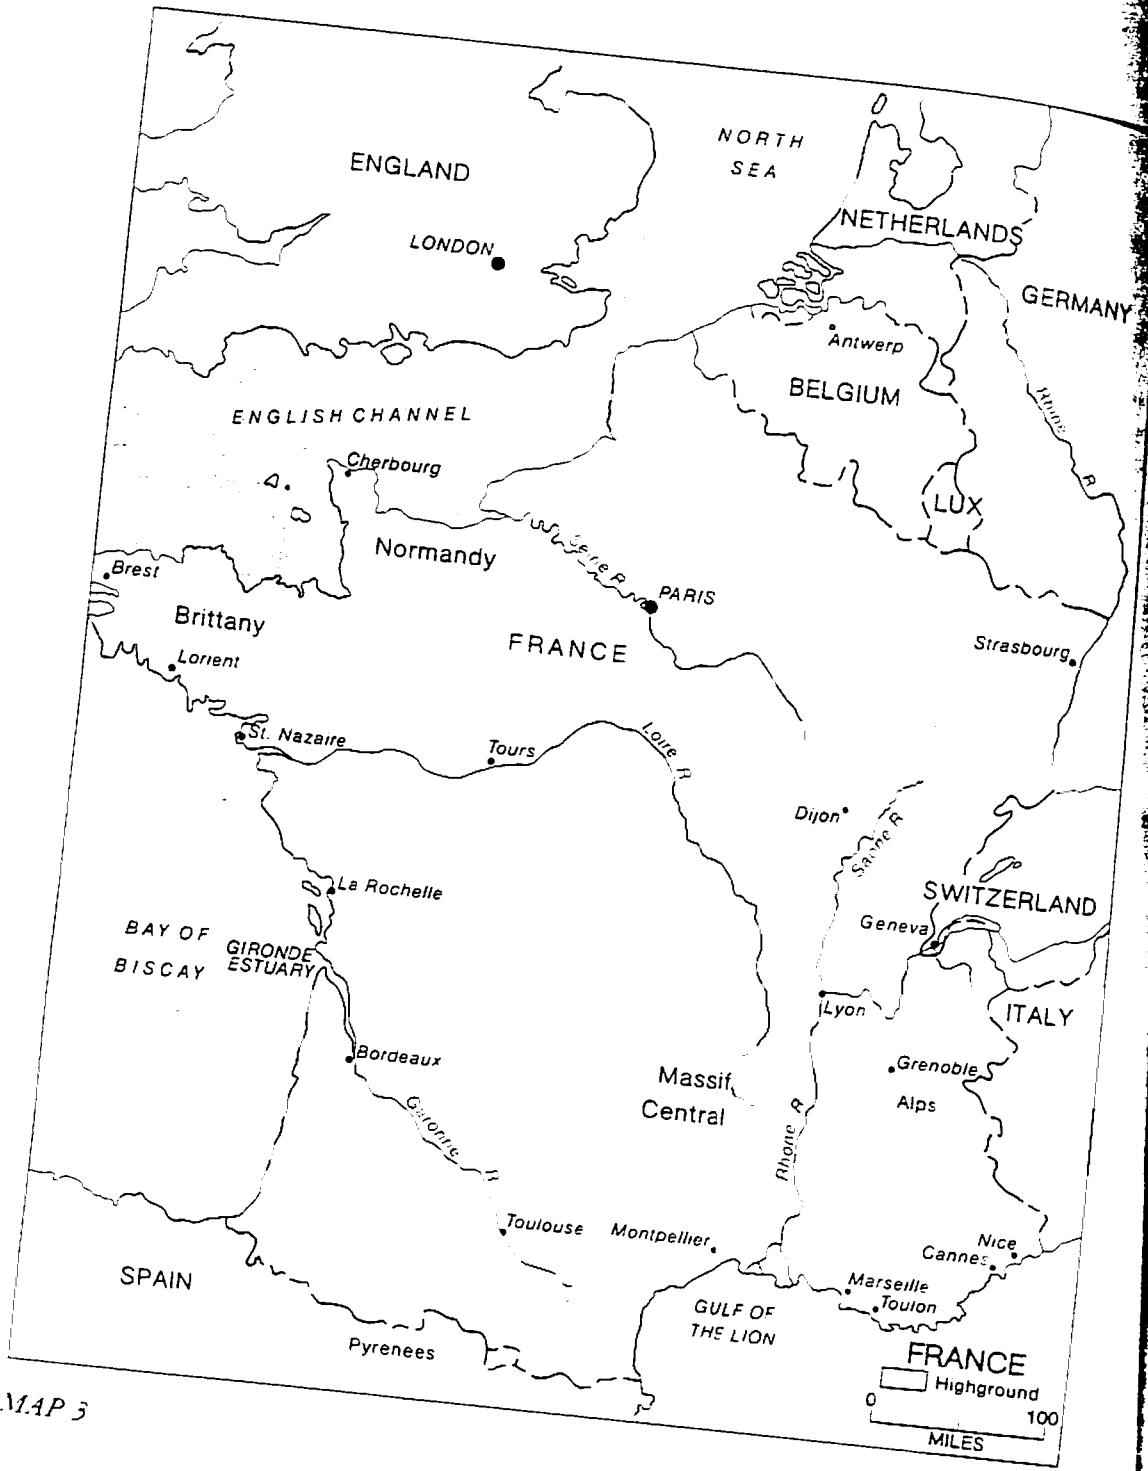 NORTH
SEA
ENGLAND
NETHERLANDS
LONDON
GERMANY
Antwerp
BELGIUM
Rhine R
ENGLISH CHANNEL
Cherbourg
LUX
Normandy
Seine R
Brest
PARIS
Brittany
FRANCE
Strasbourg
Lorient
St. Nazaire
Tours
Loire R
Dijon
Saone R
La Rochelle
SWITZERLAND
Geneva
BAY OF
BISCAY
GIRONDE
ESTUARY
Lyon
ITALY
Bordeaux
Grenoble
Massif
Central
Alps
Garonne R
Rhone R
Toulouse
Montpellier
Nice
Cannes
SPAIN
Marseille
Toulon
GULF OF
THE LION
Pyrenees
FRANCE
Highground
0
100
MILES
MAP 3